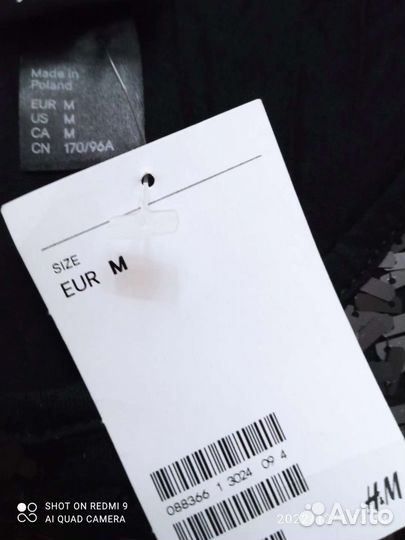 Made in
Poland
EUR M
US M
CA M
CN 170/96A
SIZE
EUR M
088366 1 3024 09 4
H&M
SHOT ON REDMI 9
AI QUAD CAMERA
Avito